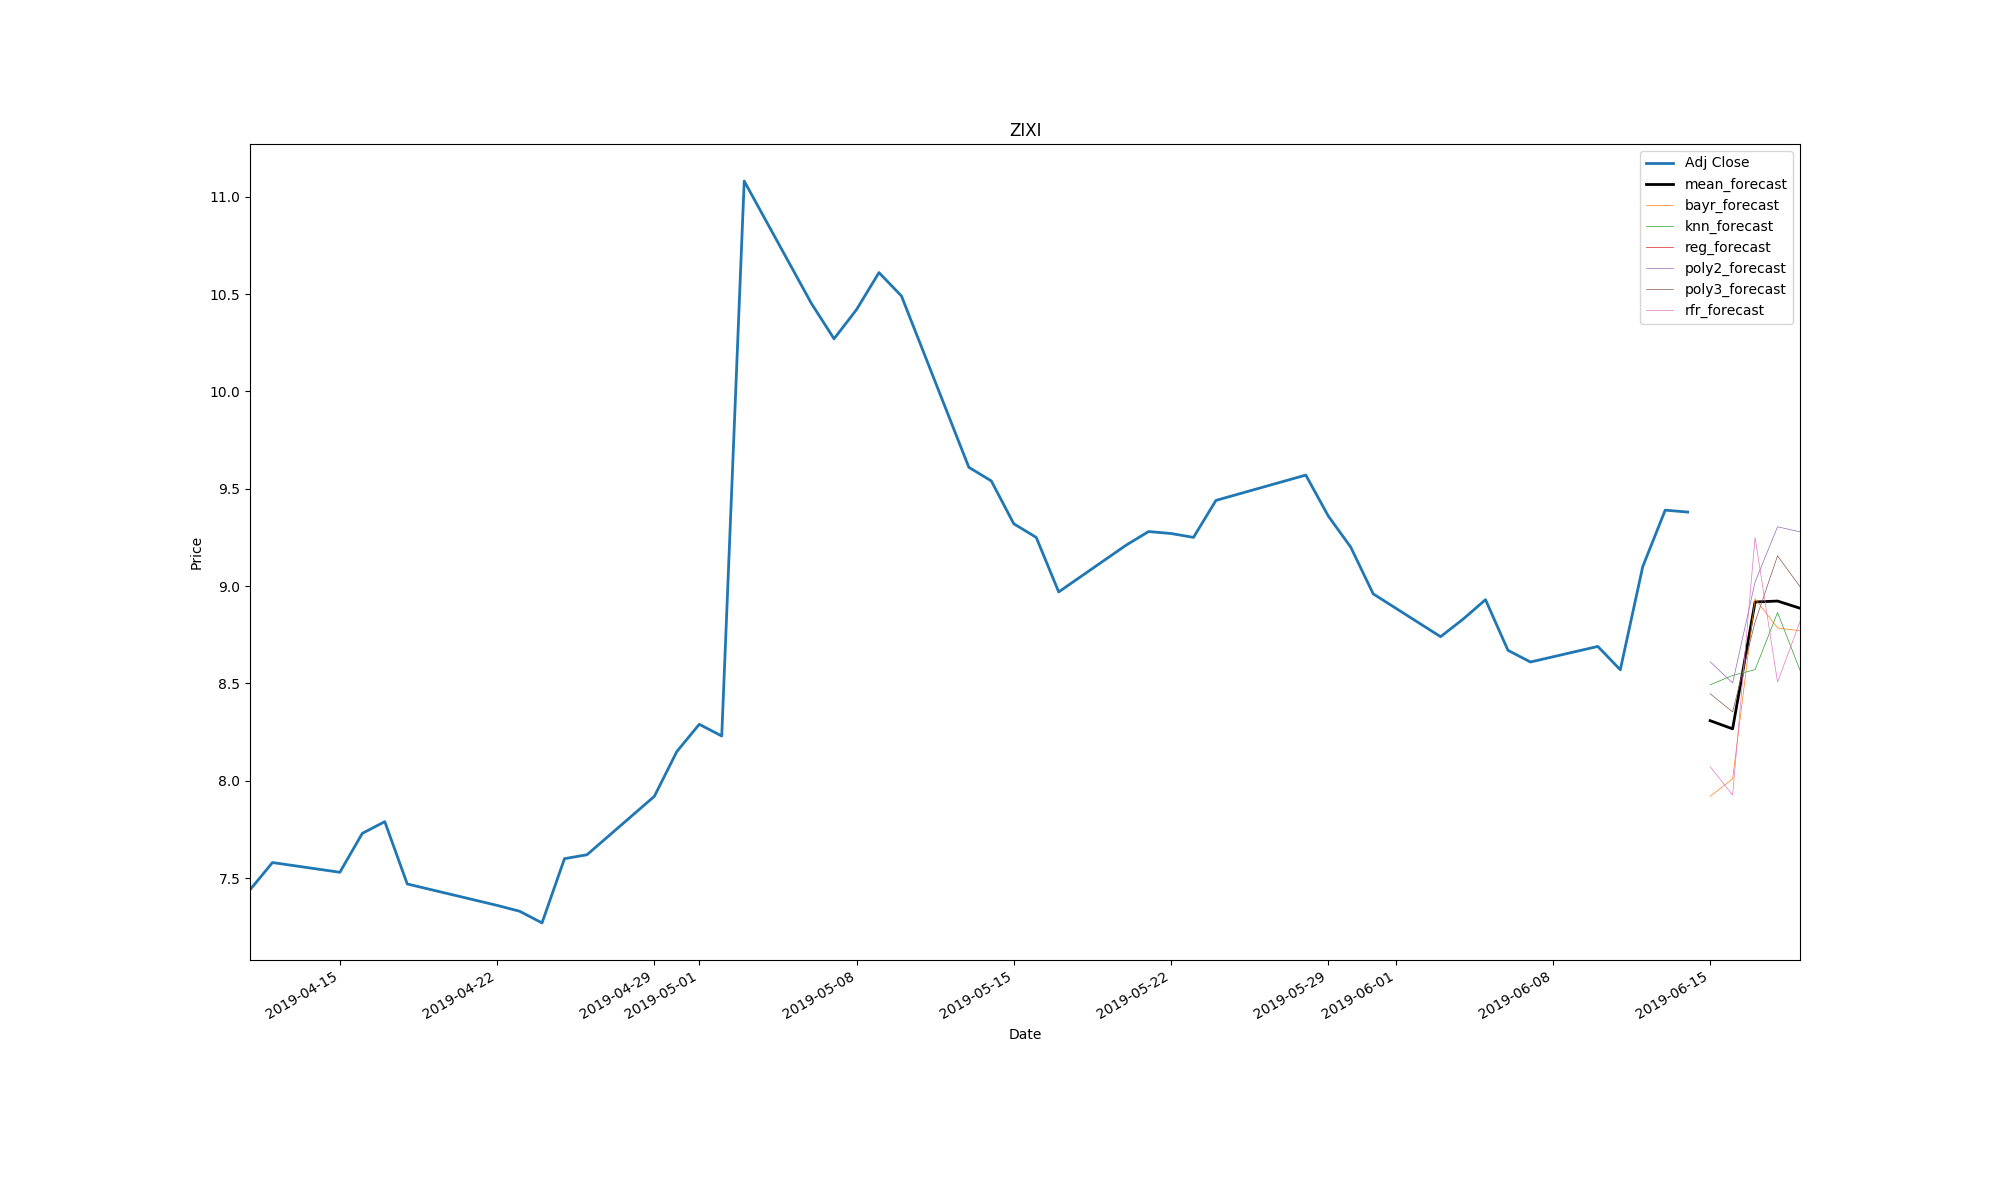 ZIXI
Adj Close
mean_forecast
bayr_forecast
knn_forecast
reg_forecast
poly2_forecast
poly3_forecast
rfr_forecast
Price
11.0
10.5
10.0
9.5
9.0
8.5
8.0
7.5
2019-04-15
2019-04-22
2019-04-29
2019-05-01
2019-05-08
2019-05-15
2019-05-22
2019-05-29
2019-06-01
2019-06-08
2019-06-15
Date